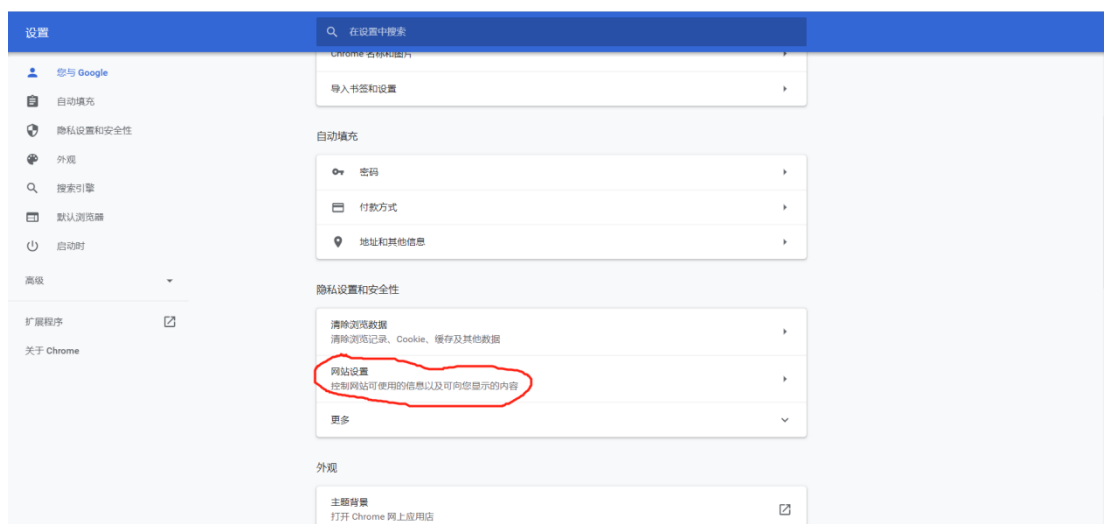 设置
在设置中搜索
您与 Google
自动填充
隐私设置和安全性
外观
搜索引擎
默认浏览器
启动时
高级
扩展程序
关于 Chrome
Chrome 名称和图片
导入书签和设置
自动填充
密码
付款方式
地址和其他信息
隐私设置和安全性
清除浏览数据
清除浏览记录、Cookie、缓存及其他数据
网站设置
控制网站可使用的信息以及可向您显示的内容
更多
外观
主题背景
打开 Chrome 网上应用店